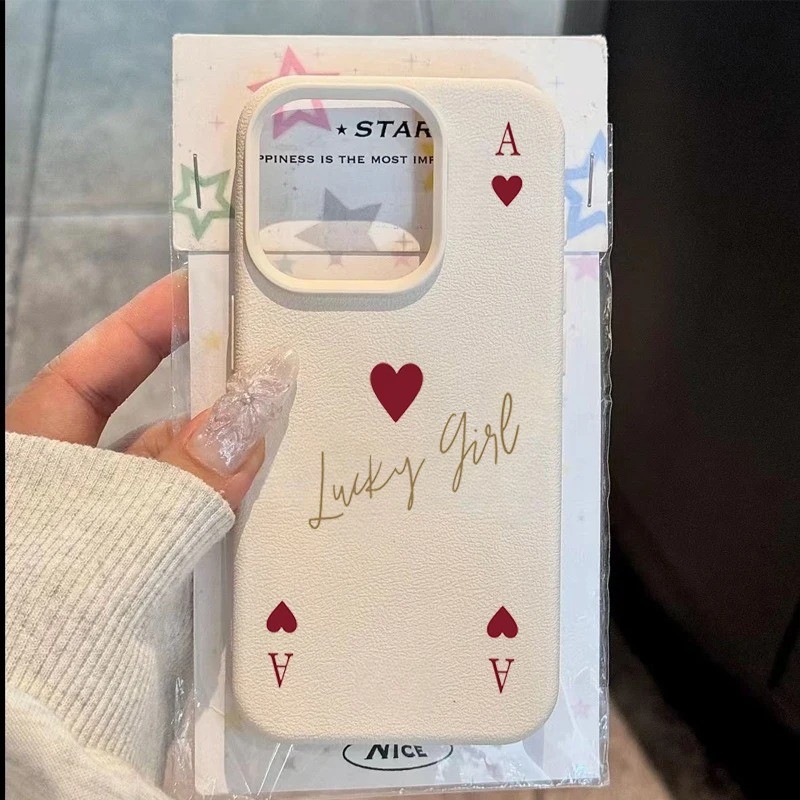 ★ STAR
PPINESS IS THE MOST IMP
A
Lucky Girl
A
A
NICE